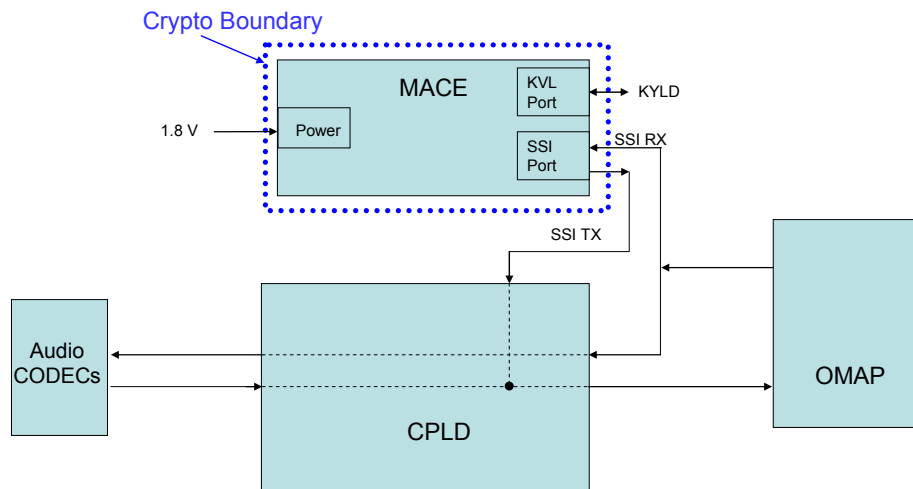 Crypto Boundary
MACE
KVL
Port
KYLD
1.8 V
Power
SSI
Port
SSI RX
SSI TX
Audio
CODECs
OMAP
CPLD